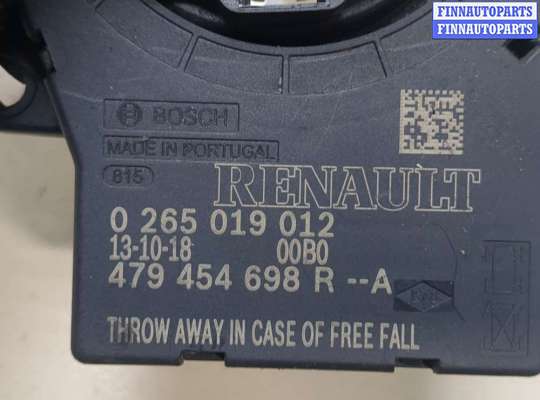 FINNAUTOPARTS
FINNAUTOPARTS
BOSCH
MADE IN PORTUGAL
615
RENAULT
0 265 019 012
13-10-18 00B0
479 454 698 R --A
THROW AWAY IN CASE OF FREE FALL